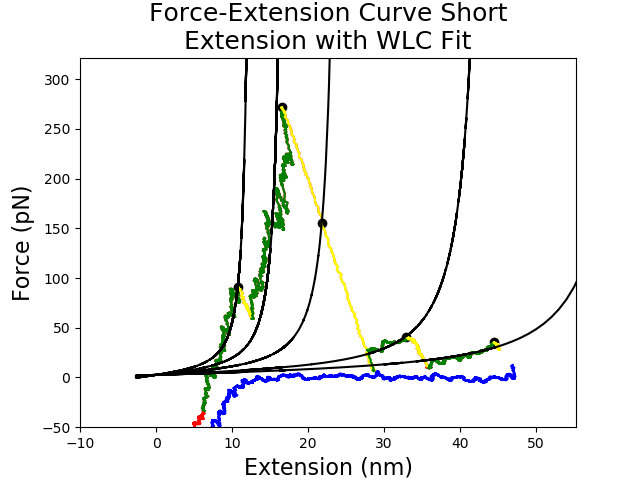 Force-Extension Curve Short
Extension with WLC Fit
300
250
200
150
100
50
0
−50
Force (pN)
−10 0 10 20 30 40 50
Extension (nm)